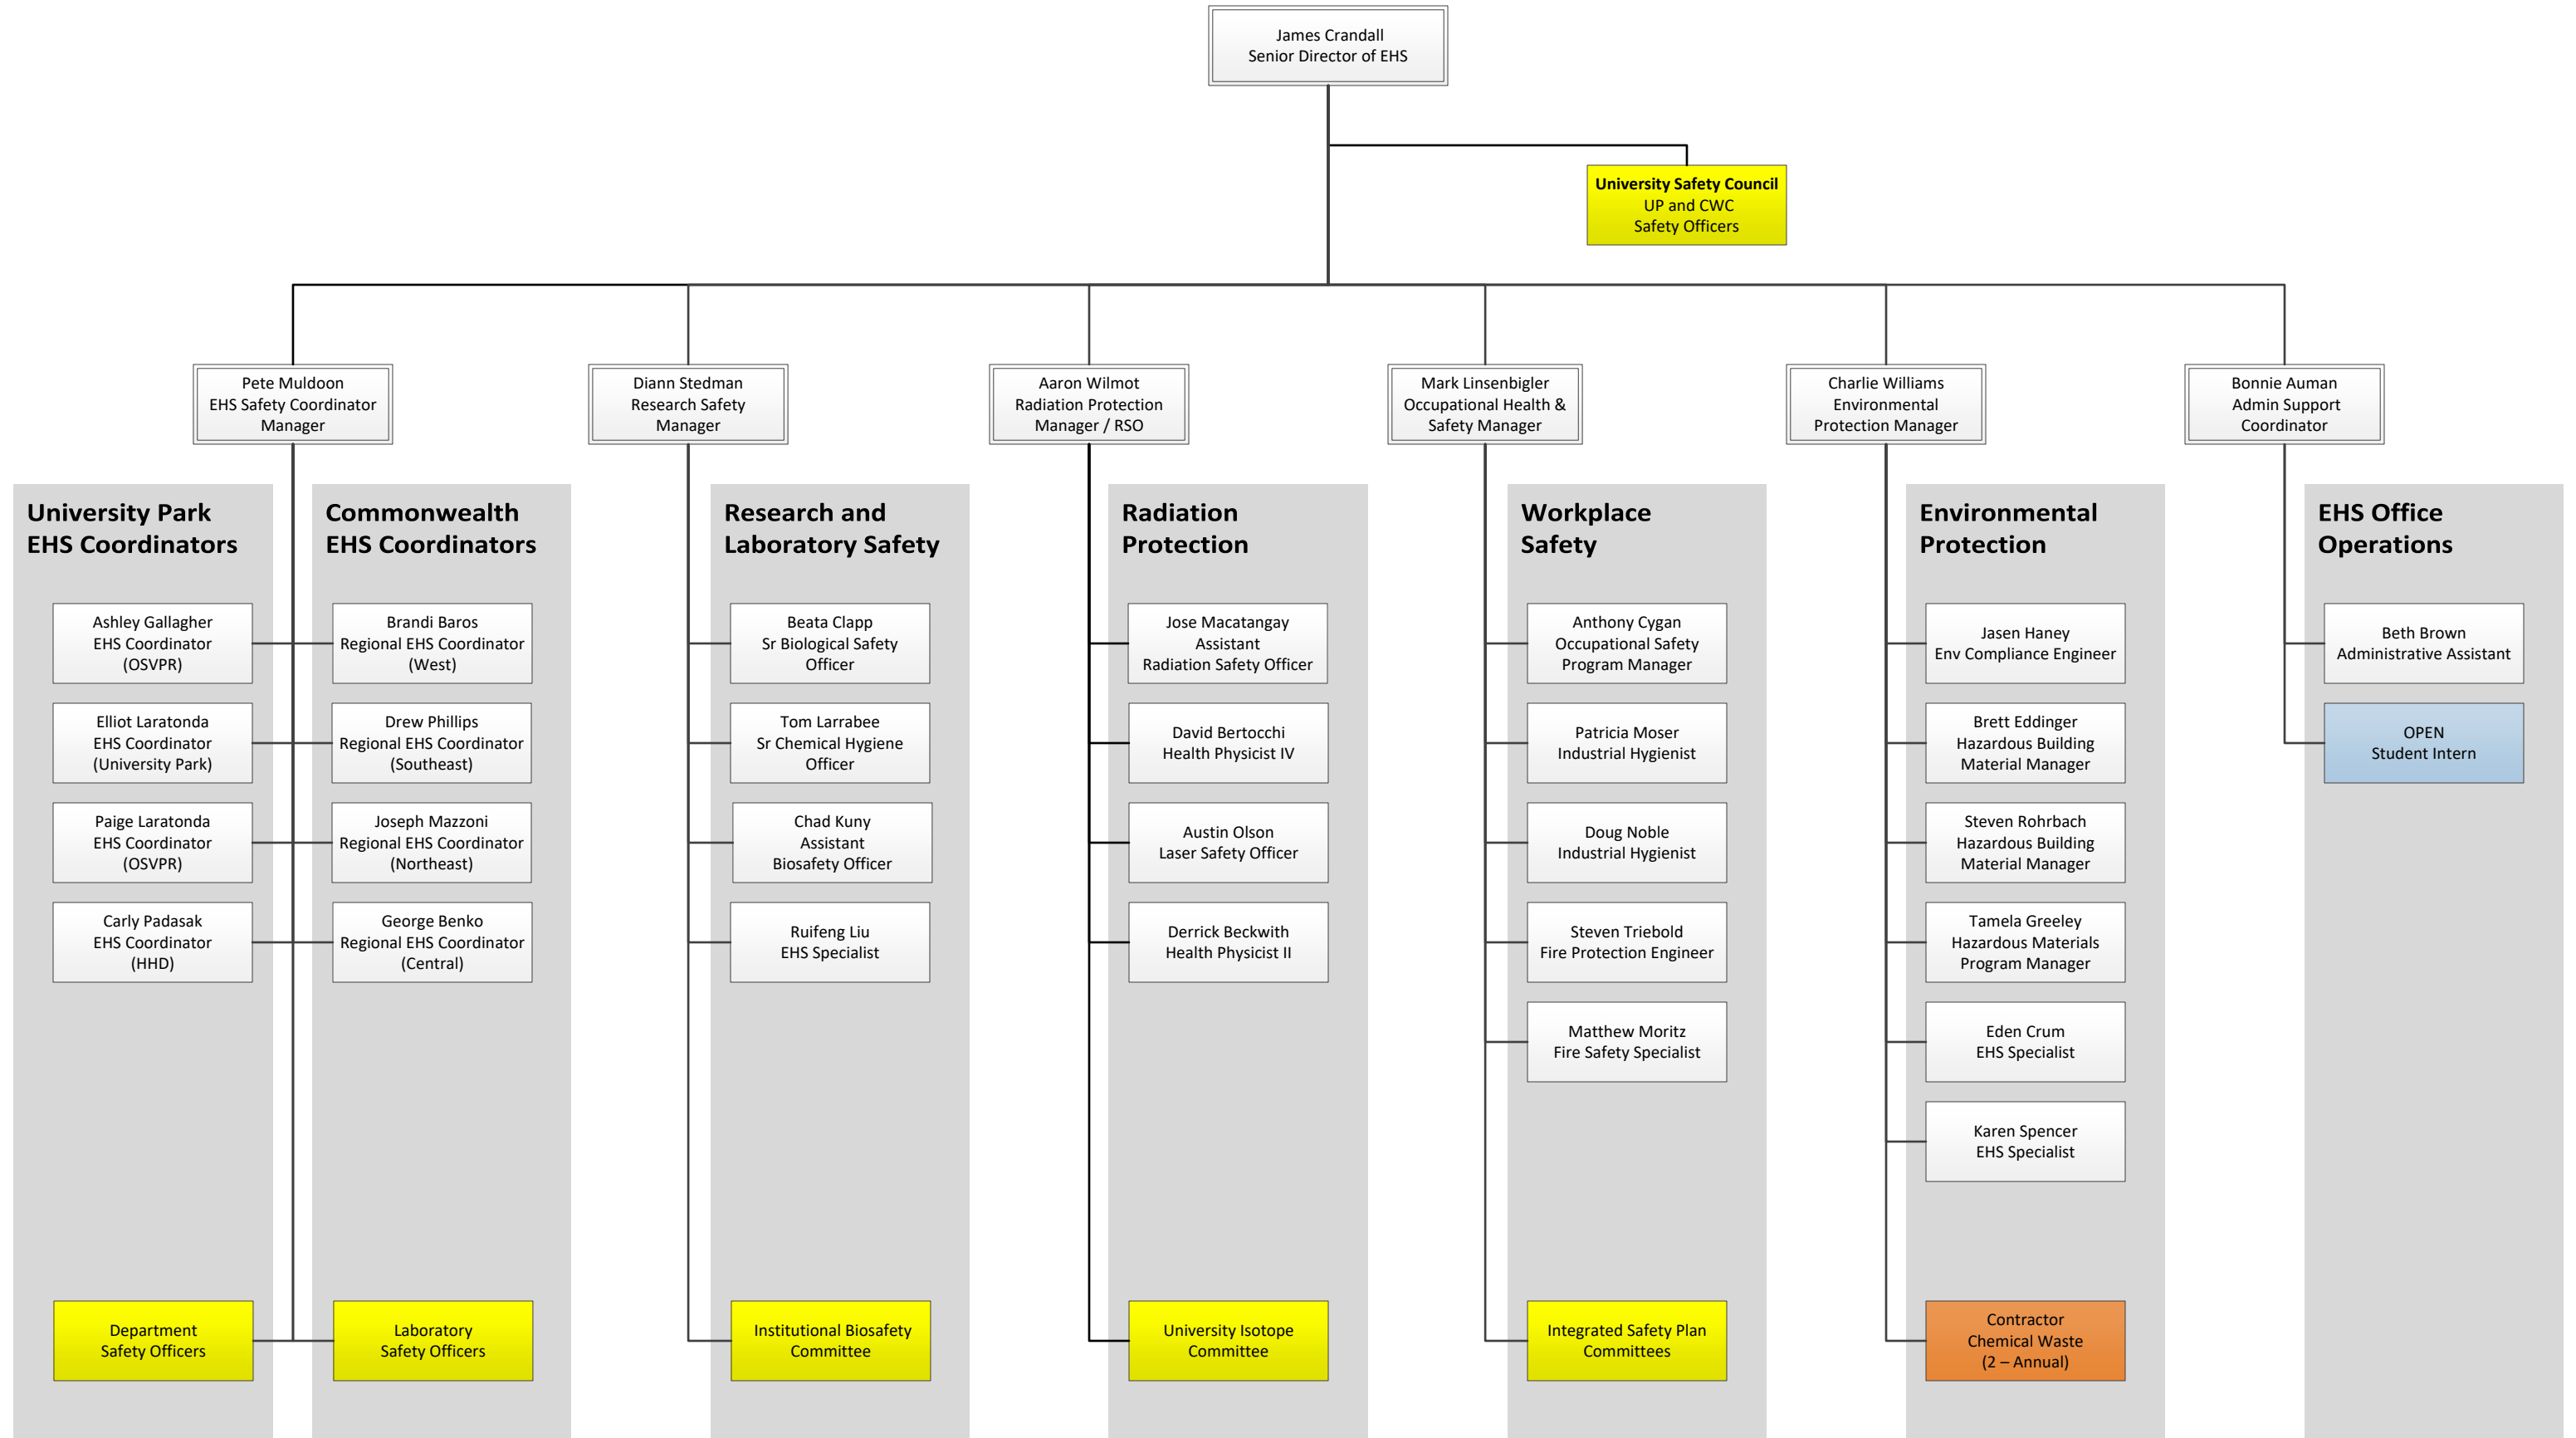 James Crandall
Senior Director of EHS
University Safety Council
UP and CWC
Safety Officers
Pete Muldoon
EHS Safety Coordinator
Manager
Diann Stedman
Research Safety
Manager
Aaron Wilmot
Radiation Protection
Manager / RSO
Mark Linsenbigler
Occupational Health &
Safety Manager
Charlie Williams
Environmental
Protection Manager
Bonnie Auman
Admin Support
Coordinator
University Park
EHS Coordinators
Ashley Gallagher
EHS Coordinator
(OSVPR)
Elliot Laratonda
EHS Coordinator
(University Park)
Paige Laratonda
EHS Coordinator
(OSVPR)
Carly Padasak
EHS Coordinator
(HHD)
Department
Safety Officers
Commonwealth
EHS Coordinators
Brandi Baros
Regional EHS Coordinator
(West)
Drew Phillips
Regional EHS Coordinator
(Southeast)
Joseph Mazzoni
Regional EHS Coordinator
(Northeast)
George Benko
Regional EHS Coordinator
(Central)
Laboratory
Safety Officers
Research and
Laboratory Safety
Beata Clapp
Sr Biological Safety
Officer
Tom Larrabee
Sr Chemical Hygiene
Officer
Chad Kuny
Assistant
Biosafety Officer
Ruifeng Liu
EHS Specialist
Institutional Biosafety
Committee
Radiation
Protection
Jose Macatangay
Assistant
Radiation Safety Officer
David Bertocchi
Health Physicist IV
Austin Olson
Laser Safety Officer
Derrick Beckwith
Health Physicist II
University Isotope
Committee
Workplace
Safety
Anthony Cygan
Occupational Safety
Program Manager
Patricia Moser
Industrial Hygienist
Doug Noble
Industrial Hygienist
Steven Triebold
Fire Protection Engineer
Matthew Moritz
Fire Safety Specialist
Integrated Safety Plan
Committees
Environmental
Protection
Jasen Haney
Env Compliance Engineer
Brett Eddinger
Hazardous Building
Material Manager
Steven Rohrbach
Hazardous Building
Material Manager
Tamela Greeley
Hazardous Materials
Program Manager
Eden Crum
EHS Specialist
Karen Spencer
EHS Specialist
Contractor
Chemical Waste
(2 – Annual)
EHS Office
Operations
Beth Brown
Administrative Assistant
OPEN
Student Intern